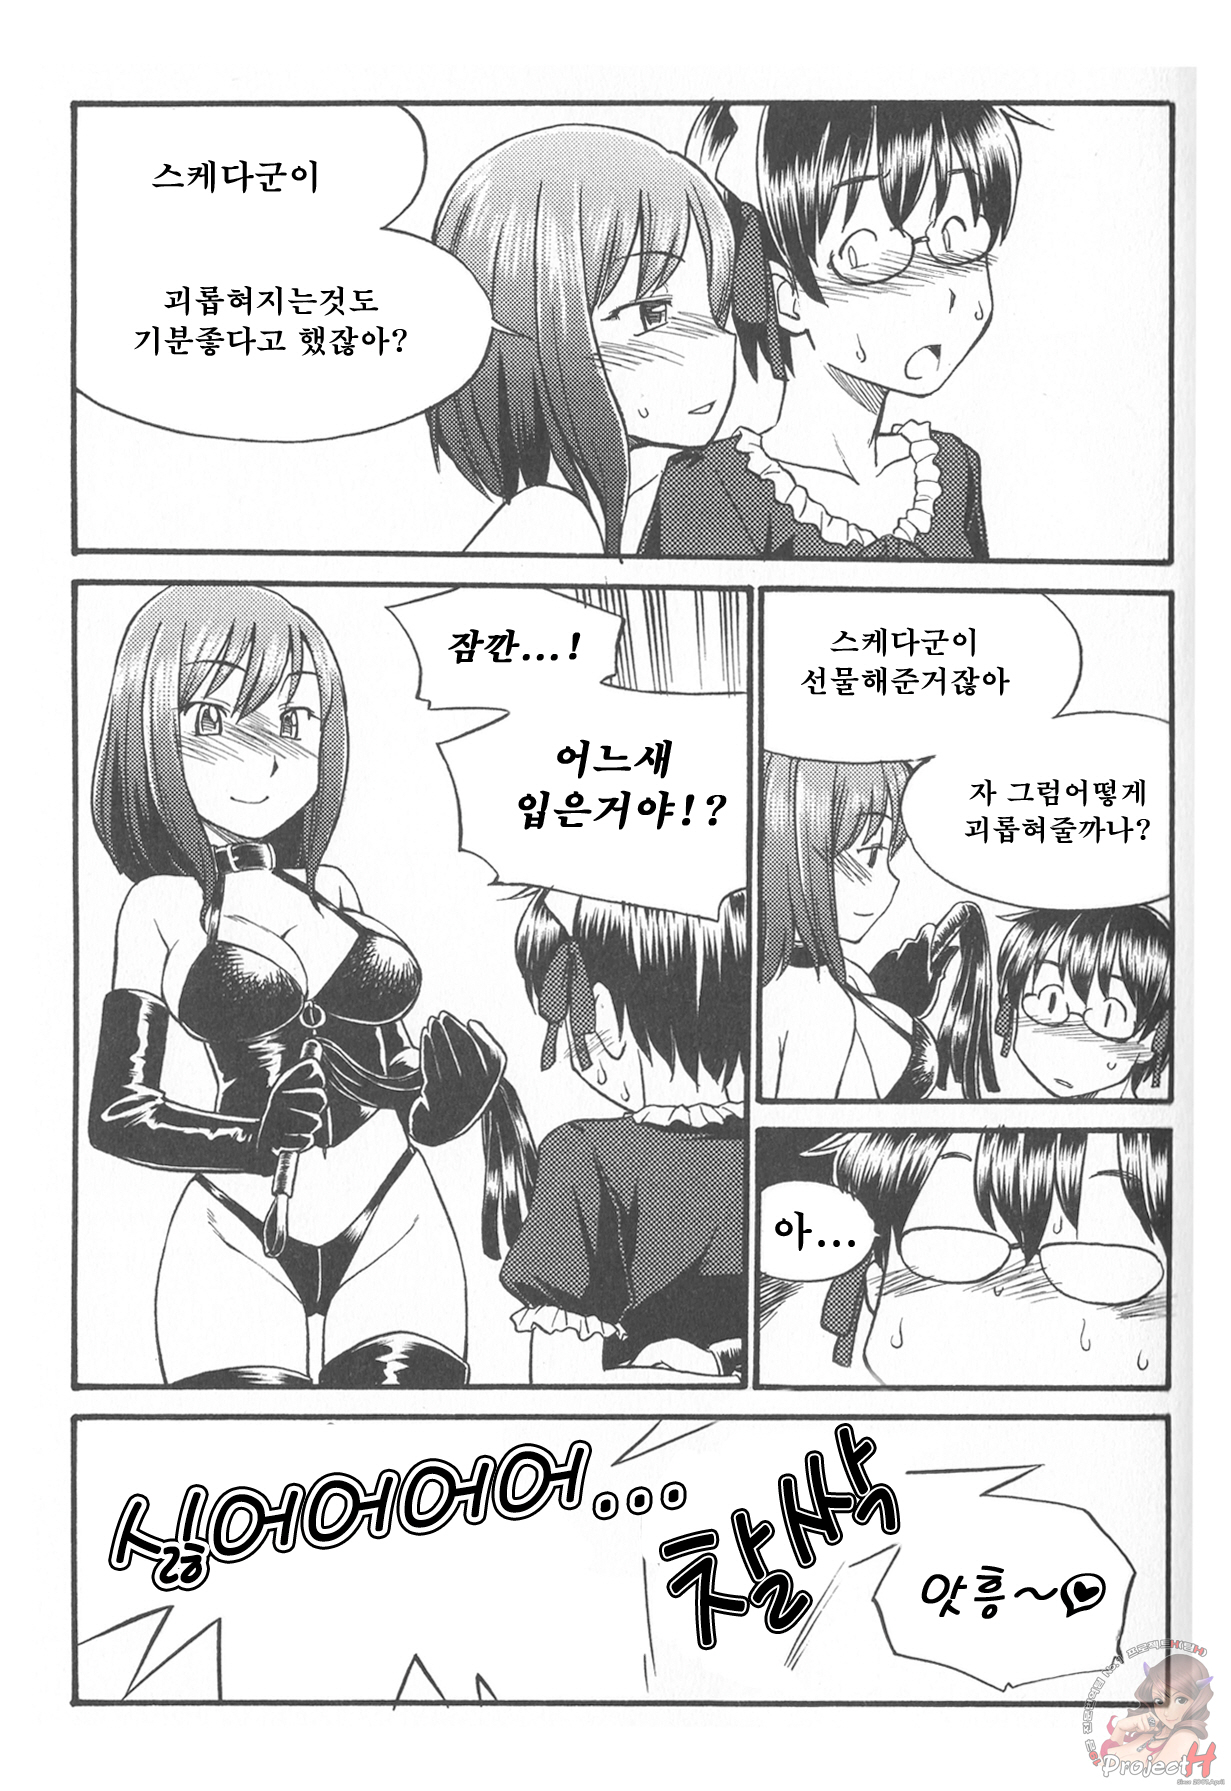 스케다군이
괴롭혀지는것도
기분좋다고 했잖아?
잠깐...!
어느새
입은거야!?
스케다군이
선물해준거잖아
자 그럼어떻게
괴롭혀줄까나?
아...
싫어어어어...
찰싹
앗흥~♥
ProjectH